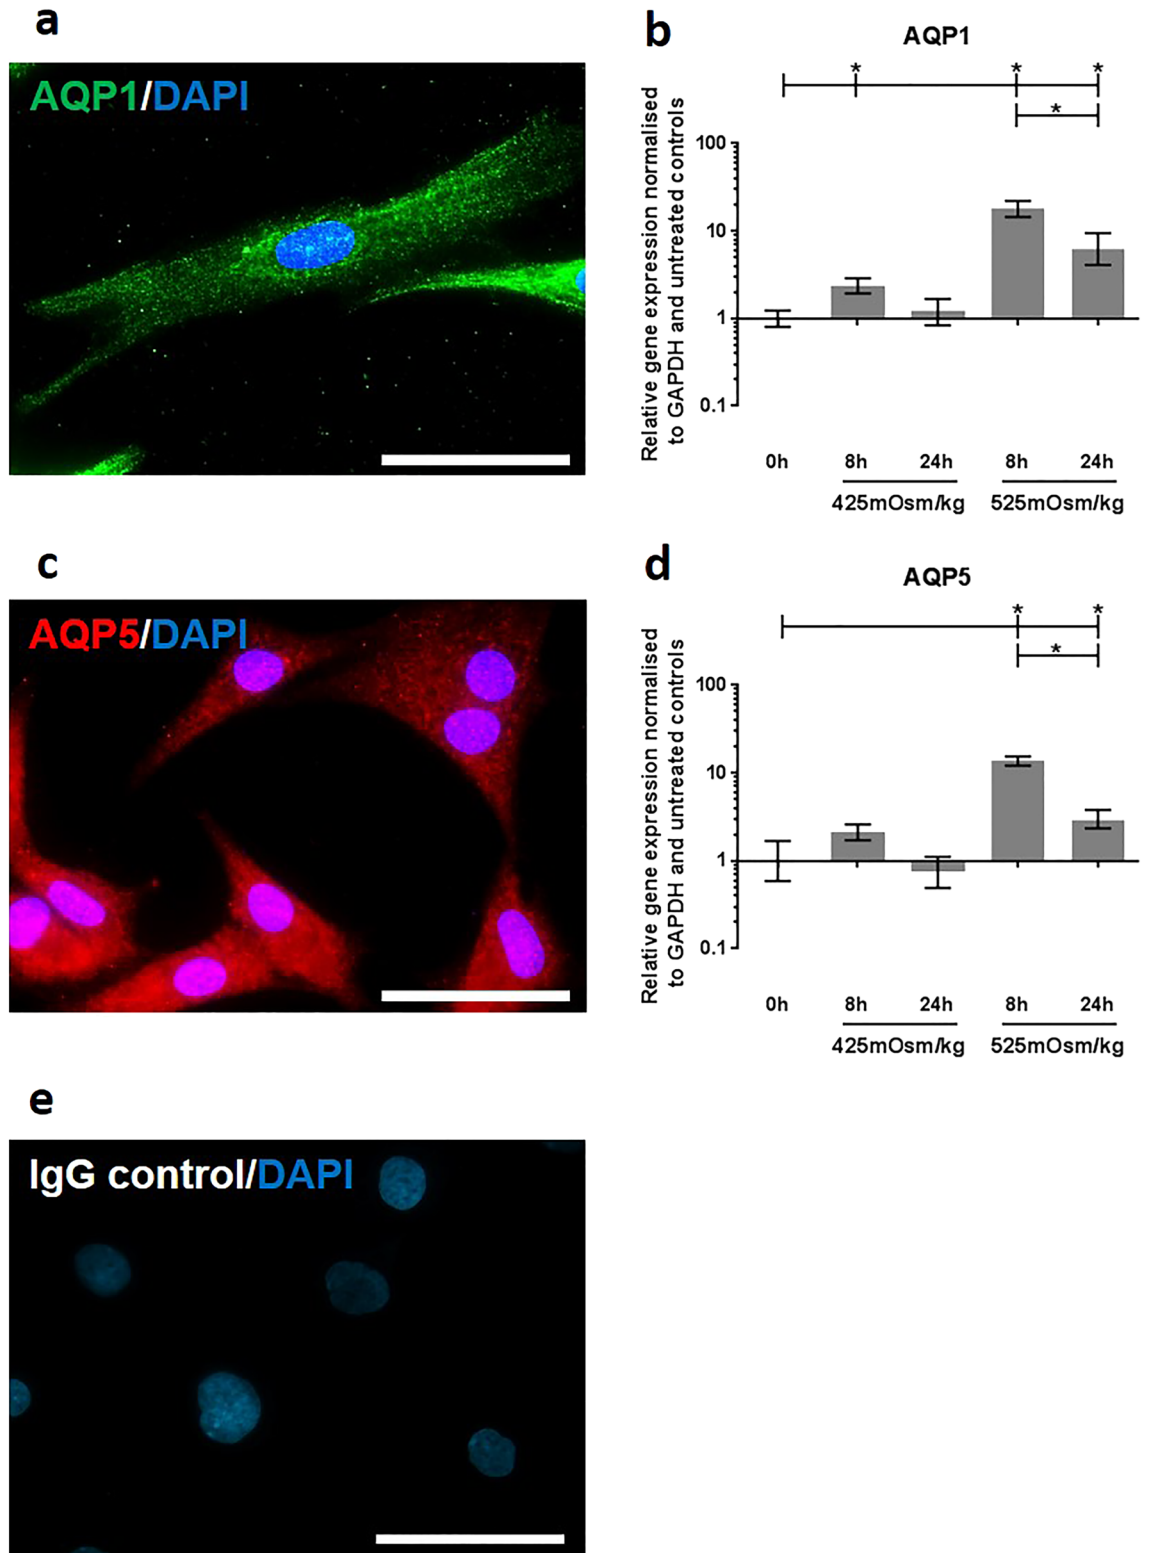 a
AQP1/DAPI
b
AQP1
*
*
*
*
Relative gene expression normalised
to GAPDH and untreated controls
100
10
1
0.1
0h
8h
24h
8h
24h
425mOsm/kg
525mOsm/kg
c
AQP5/DAPI
d
AQP5
*
*
*
Relative gene expression normalised
to GAPDH and untreated controls
100
10
1
0.1
0h
8h
24h
8h
24h
425mOsm/kg
525mOsm/kg
e
IgG control/DAPI